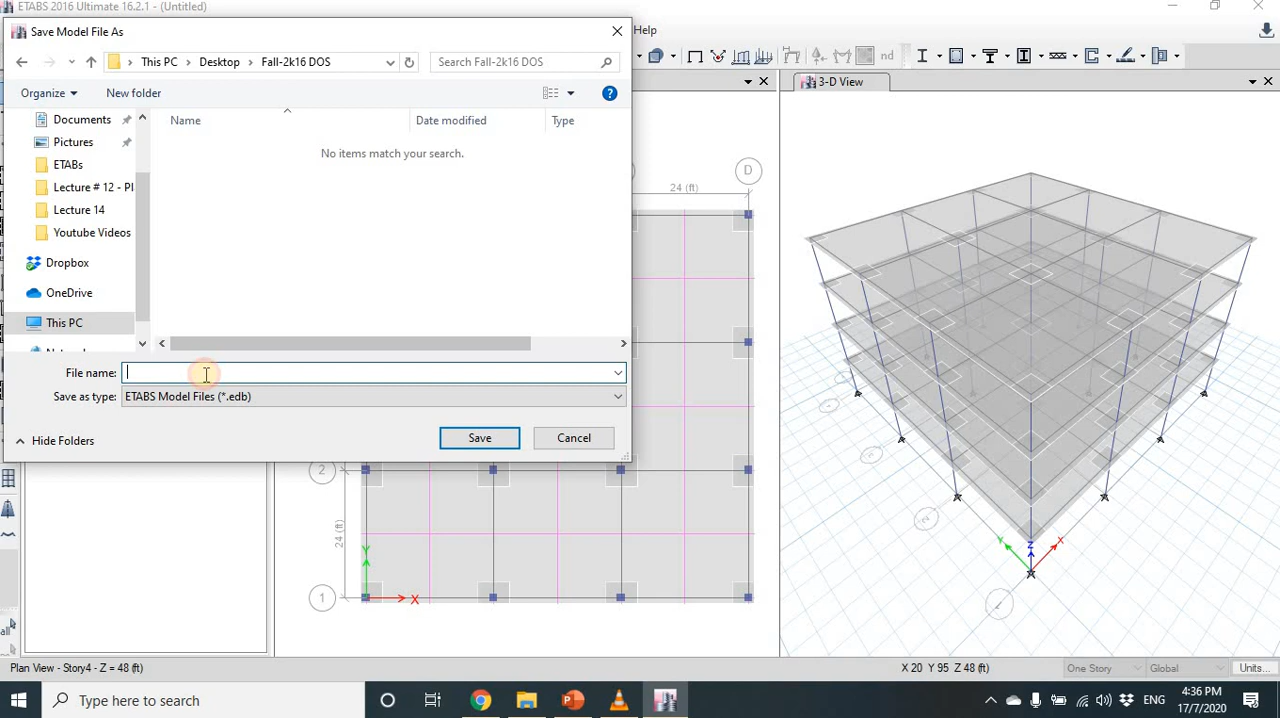 ETABS 2016 Ultimate 16.2.1 - (Untitled)
Save Model File As
Help
This PC > Desktop > Fall-2k16 DOS
Search Fall-2k16 DOS
Organize
New folder
nd
3-D View
Name
Date modified
Type
No items match your search.
Documents
Pictures
ETABs
Lecture # 12 - Pl
Lecture 14
Youtube Videos
Dropbox
OneDrive
This PC
File name:
Save as type:
ETABS Model Files (*.edb)
Hide Folders
Save
Cancel
D
24 (ft)
2
24 (ft)
1
Y
X
Y
Z
X
Plan View - Story4 - Z = 48 (ft)
X 20 Y 95 Z 48 (ft)
One Story
Global
Units...
Type here to search
ENG
4:36 PM
17/7/2020